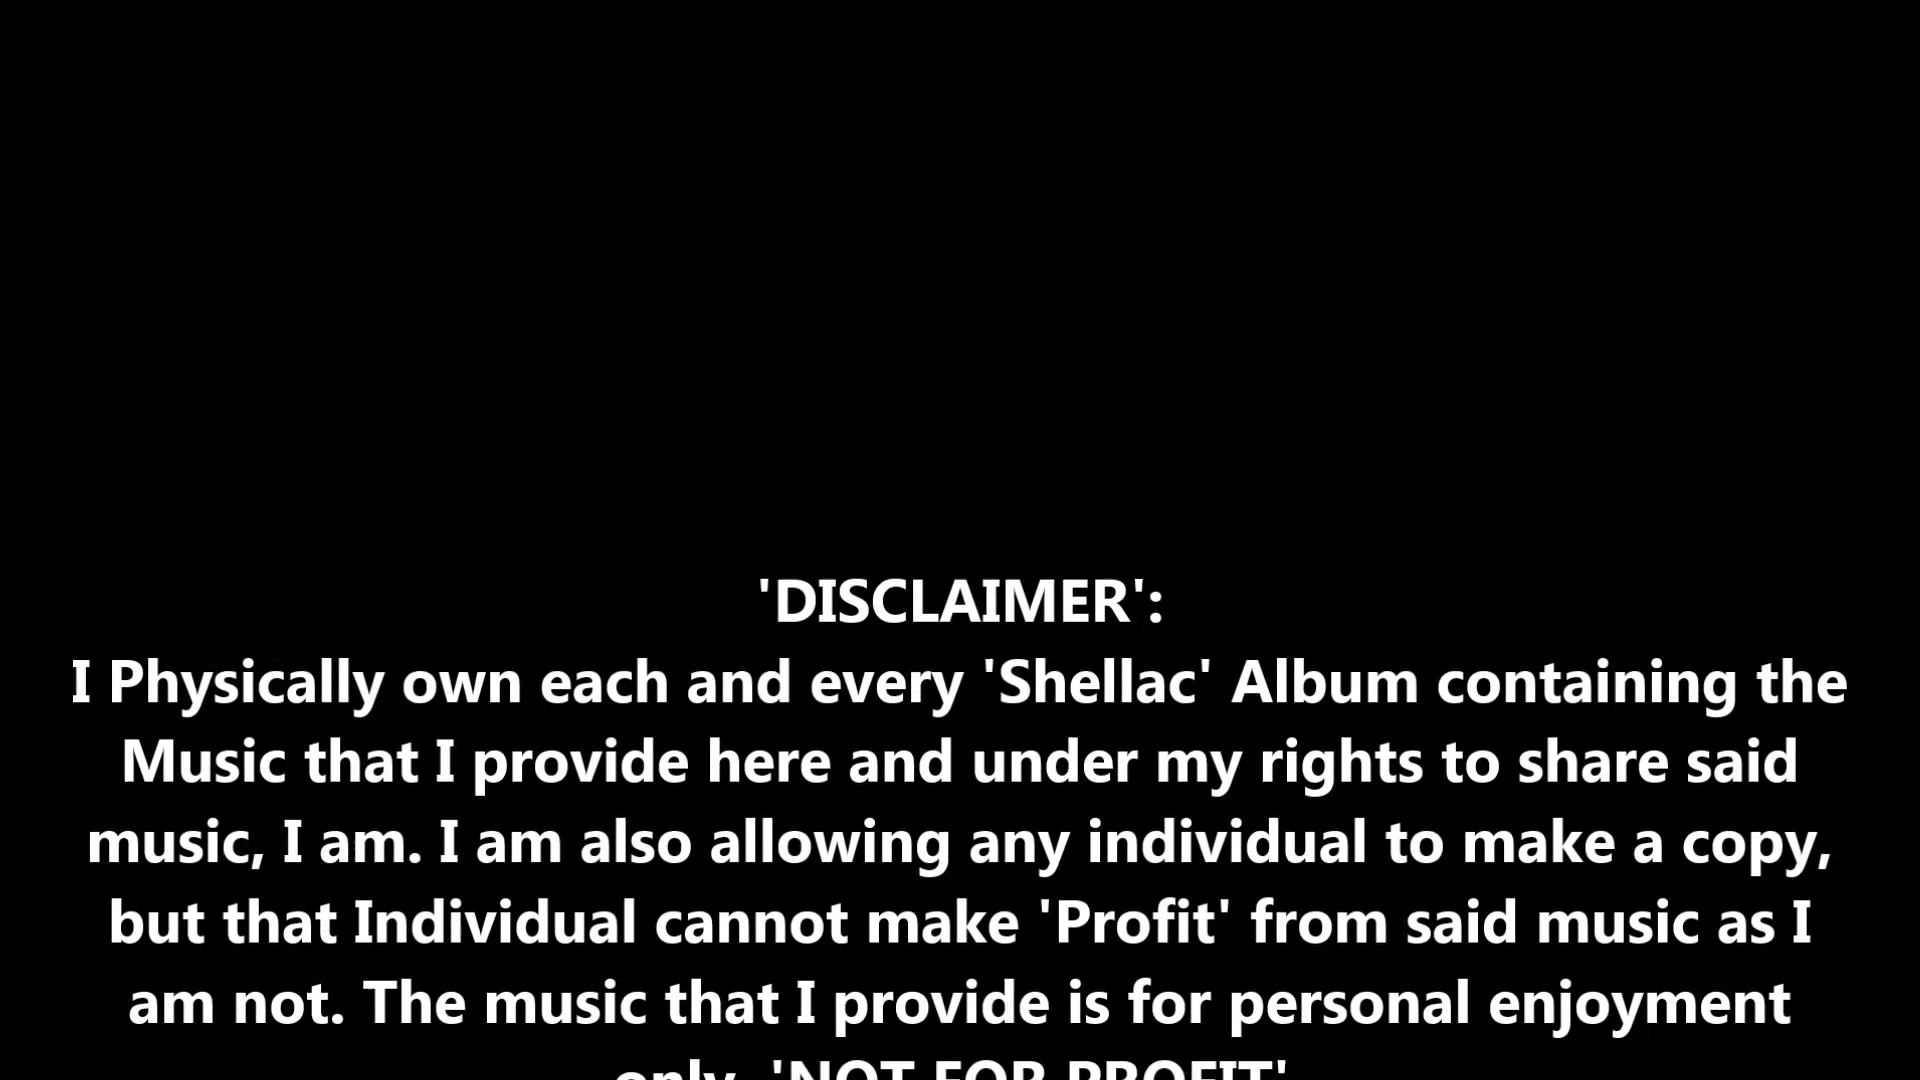 'DISCLAIMER':
I Physically own each and every 'Shellac' Album containing the
Music that I provide here and under my rights to share said
music, I am. I am also allowing any individual to make a copy,
but that Individual cannot make 'Profit' from said music as I
am not. The music that I provide is for personal enjoyment
only. 'NOT FOR PROFIT'